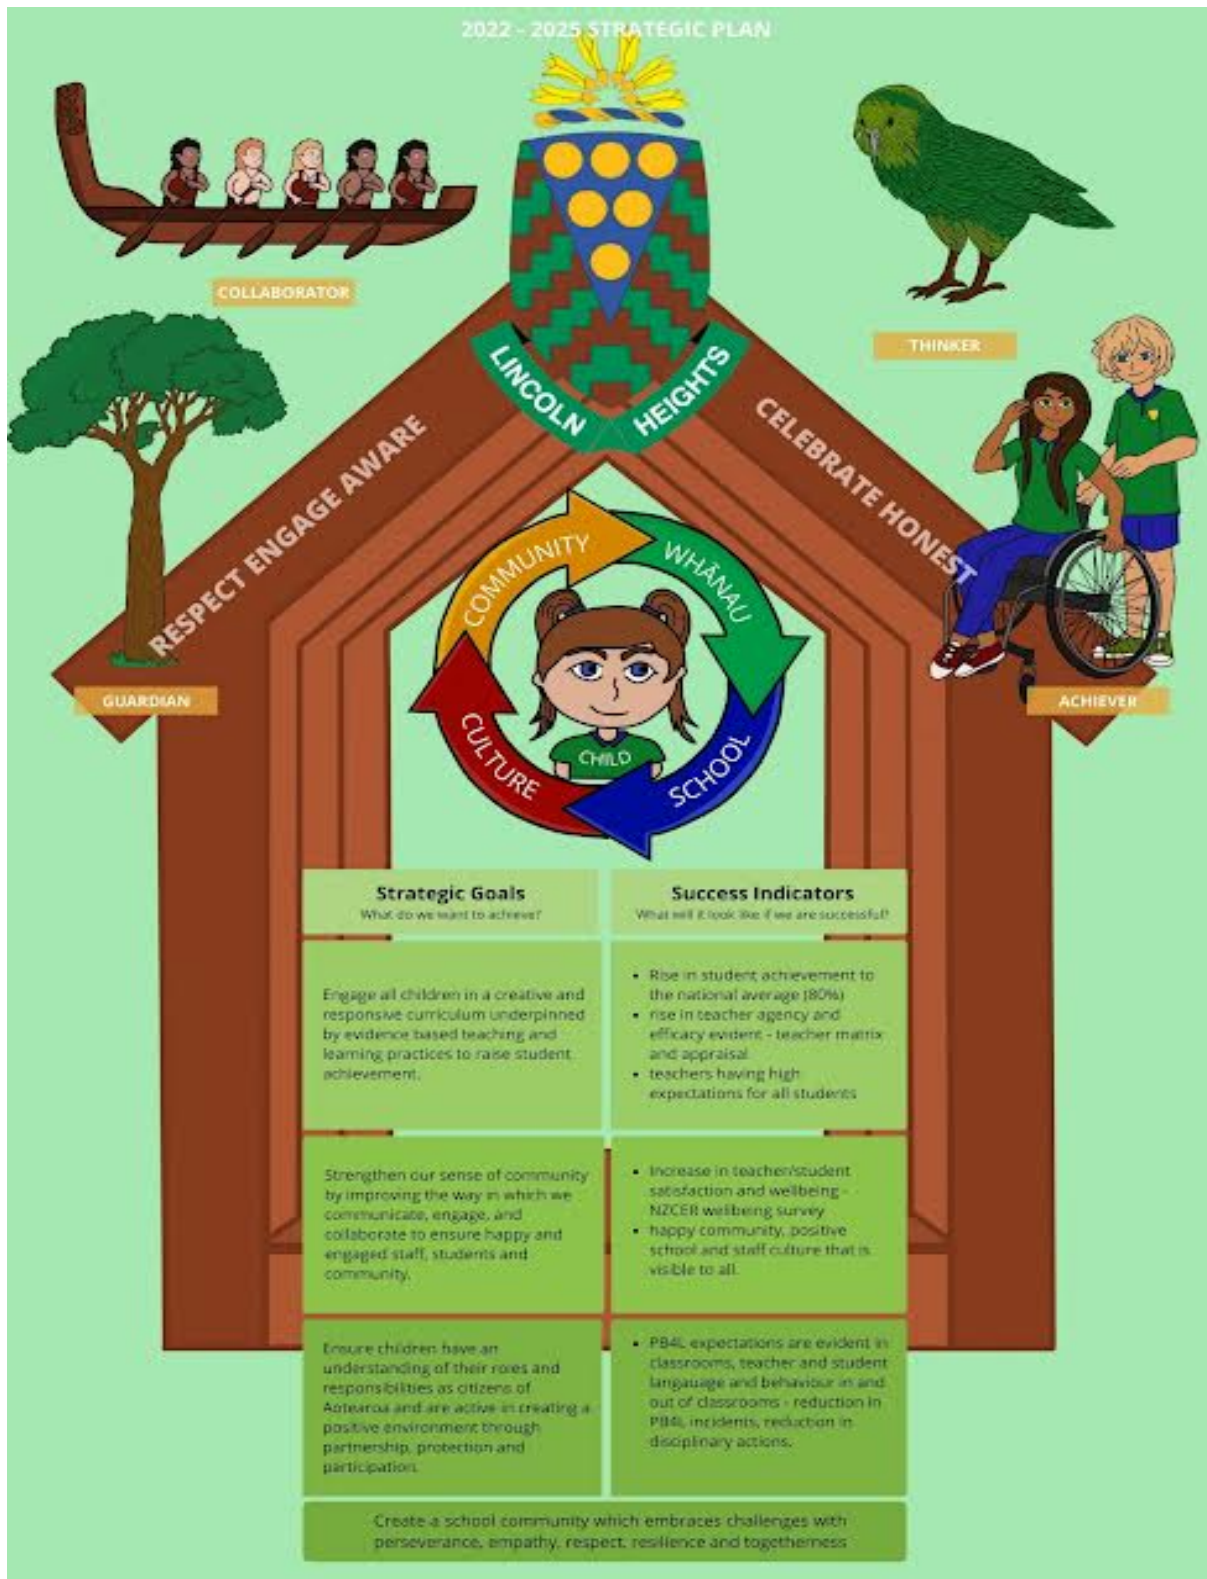 2022 - 2025 STRATEGIC PLAN
COLLABORATOR
THINKER
LINCOLN
HEIGHTS
RESPECT ENGAGE AWARE
CELEBRATE HONEST
GUARDIAN
ACHIEVER
COMMUNITY
WHĀNAU
CULTURE
SCHOOL
CHILD
Strategic Goals
What do we want to achieve?
Success Indicators
What will it look like if we are successful?
Engage all children in a creative and
responsive curriculum underpinned
by evidence based teaching and
learning practices to raise student
achievement.
• Rise in student achievement to
the national average (80%)
• rise in teacher agency and
efficacy evident - teacher matrix
and appraisal
• teachers having high
expectations for all students
Strengthen our sense of community
by improving the way in which we
communicate, engage, and
collaborate to ensure happy and
engaged staff, students and
community.
• Increase in teacher/student
satisfaction and wellbeing -
NZCER wellbeing survey
• happy community, positive
school and staff culture that is
visible to all.
Ensure children have an
understanding of their roles and
responsibilities as citizens of
Aotearoa and are active in creating a
positive environment through
partnership, protection and
participation.
• PB4L expectations are evident in
classrooms, teacher and student
langauage and behaviour in and
out of classrooms - reduction in
PB4L incidents, reduction in
disciplinary actions.
Create a school community which embraces challenges with
perseverance, empathy, respect, resilience and togetherness